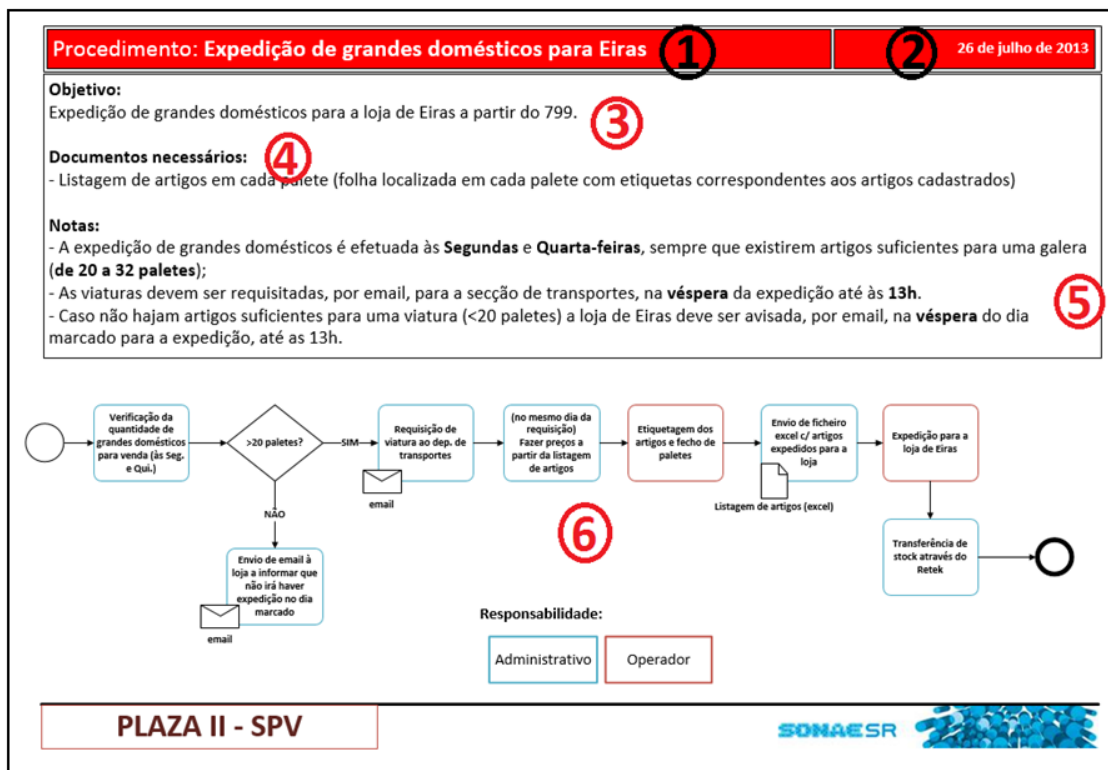 Procedimento: Expedição de grandes domésticos para Eiras 1
2 26 de julho de 2013
Objetivo:
Expedição de grandes domésticos para a loja de Eiras a partir do 799.
3
Documentos necessários:
4
- Listagem de artigos em cada palete (folha localizada em cada palete com etiquetas correspondentes aos artigos cadastrados)
Notas:
- A expedição de grandes domésticos é efetuada às Segundas e Quarta-feiras, sempre que existirem artigos suficientes para uma galera
(de 20 a 32 paletes);
- As viaturas devem ser requisitadas, por email, para a secção de transportes, na véspera da expedição até às 13h.
5
- Caso não hajam artigos suficientes para uma viatura (<20 paletes) a loja de Eiras deve ser avisada, por email, na véspera do dia
marcado para a expedição, até as 13h.
Verificação da
quantidade de
grandes domésticos
para venda (às Seg.
e Qui.)
>20 paletes?
SIM
Requisição de
viatura ao dep. de
transportes
email
(no mesmo dia da
requisição)
Fazer preços a
partir da listagem
de artigos
Etiquetagem dos
artigos e fecho de
paletes
Envio de ficheiro
excel c/ artigos
expedidos para a
loja
Listagem de artigos (excel)
Expedição para a
loja de Eiras
NÃO
Envio de email à
loja a informar que
não irá haver
expedição no dia
marcado
email
6
Transferência de
stock através do
Retek
Responsabilidade:
Administrativo
Operador
PLAZA II - SPV
SONAESR